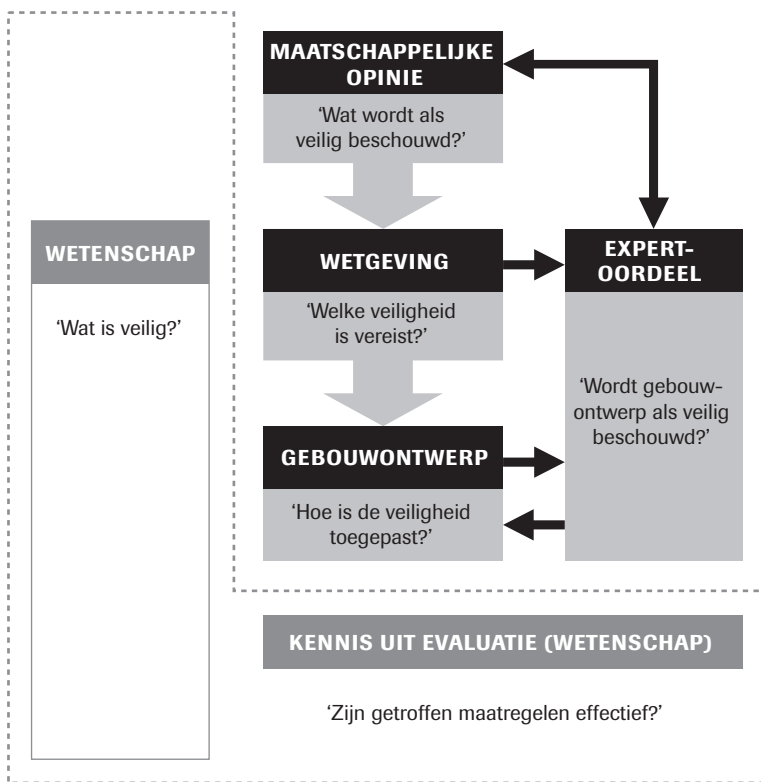 MAATSCHAPPELIJKE
OPINIE
‘Wat wordt als
veilig beschouwd?’
WETENSCHAP
‘Wat is veilig?’
WETGEVING
‘Welke veiligheid
is vereist?’
EXPERT-
OORDEEL
‘Wordt gebouw-
ontwerp als veilig
beschouwd?’
GEBOUWONTWERP
‘Hoe is de veiligheid
toegepast?’
KENNIS UIT EVALUATIE (WETENSCHAP)
‘Zijn getroffen maatregelen effectief?’